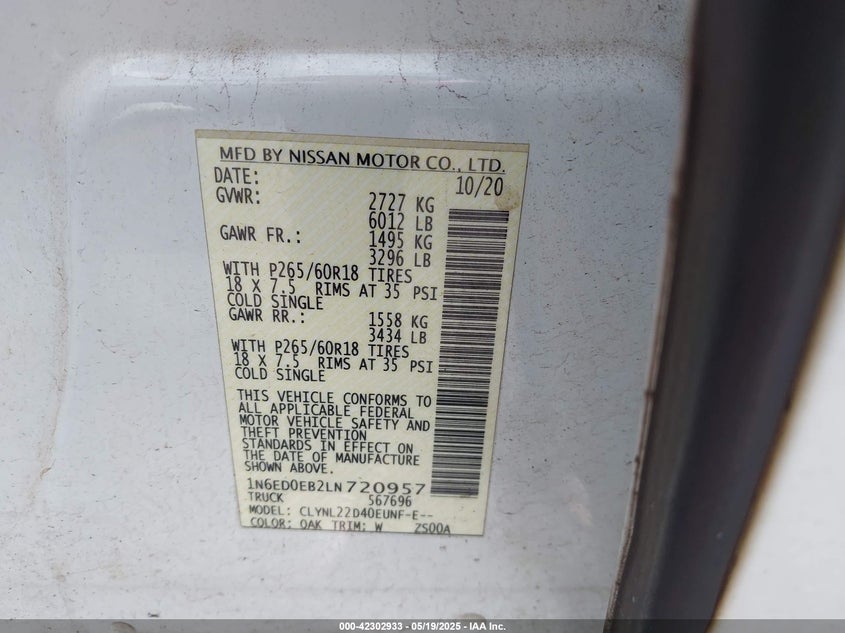 MFD BY NISSAN MOTOR CO., LTD.
DATE: 10/20
GVWR: 2727 KG
6012 LB
GAWR FR.: 1495 KG
3296 LB
WITH P265/60R18 TIRES
18 X 7.5 RIMS AT 35 PSI
COLD SINGLE
GAWR RR.: 1558 KG
3434 LB
WITH P265/60R18 TIRES
18 X 7.5 RIMS AT 35 PSI
COLD SINGLE
THIS VEHICLE CONFORMS TO
ALL APPLICABLE FEDERAL
MOTOR VEHICLE SAFETY AND
THEFT PREVENTION
STANDARDS IN EFFECT ON
THE DATE OF MANUFACTURE
SHOWN ABOVE.
1N6ED0EB2LN720957
TRUCK 567696
MODEL: CLYNL22D40EUNF-E--
COLOR: QAK TRIM: W ZS00A
000-42302933 - 05/19/2025 - IAA Inc.